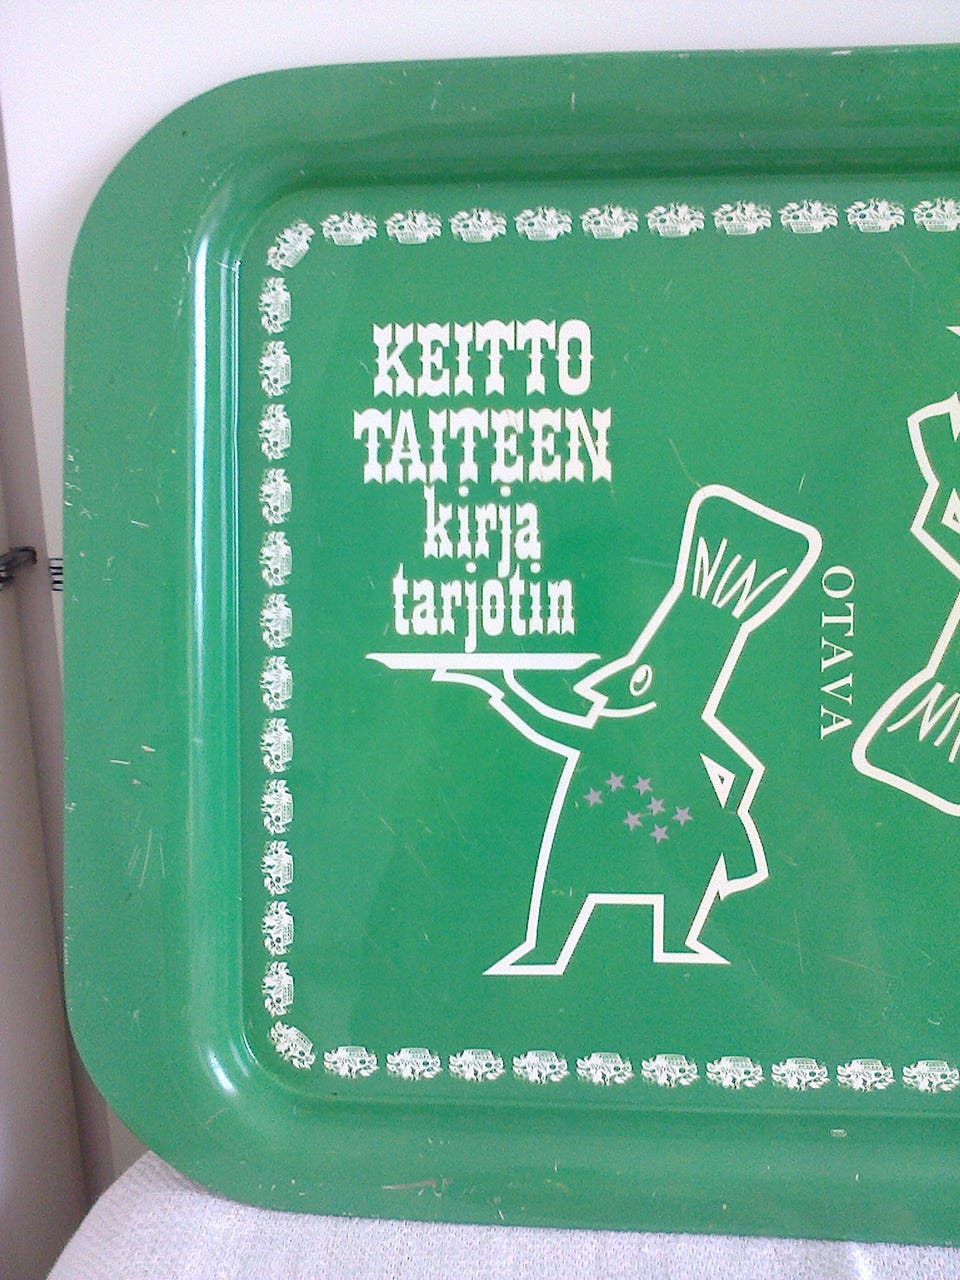 KEITTO
TAITEEN
kirja
tarjotin
OTAVA